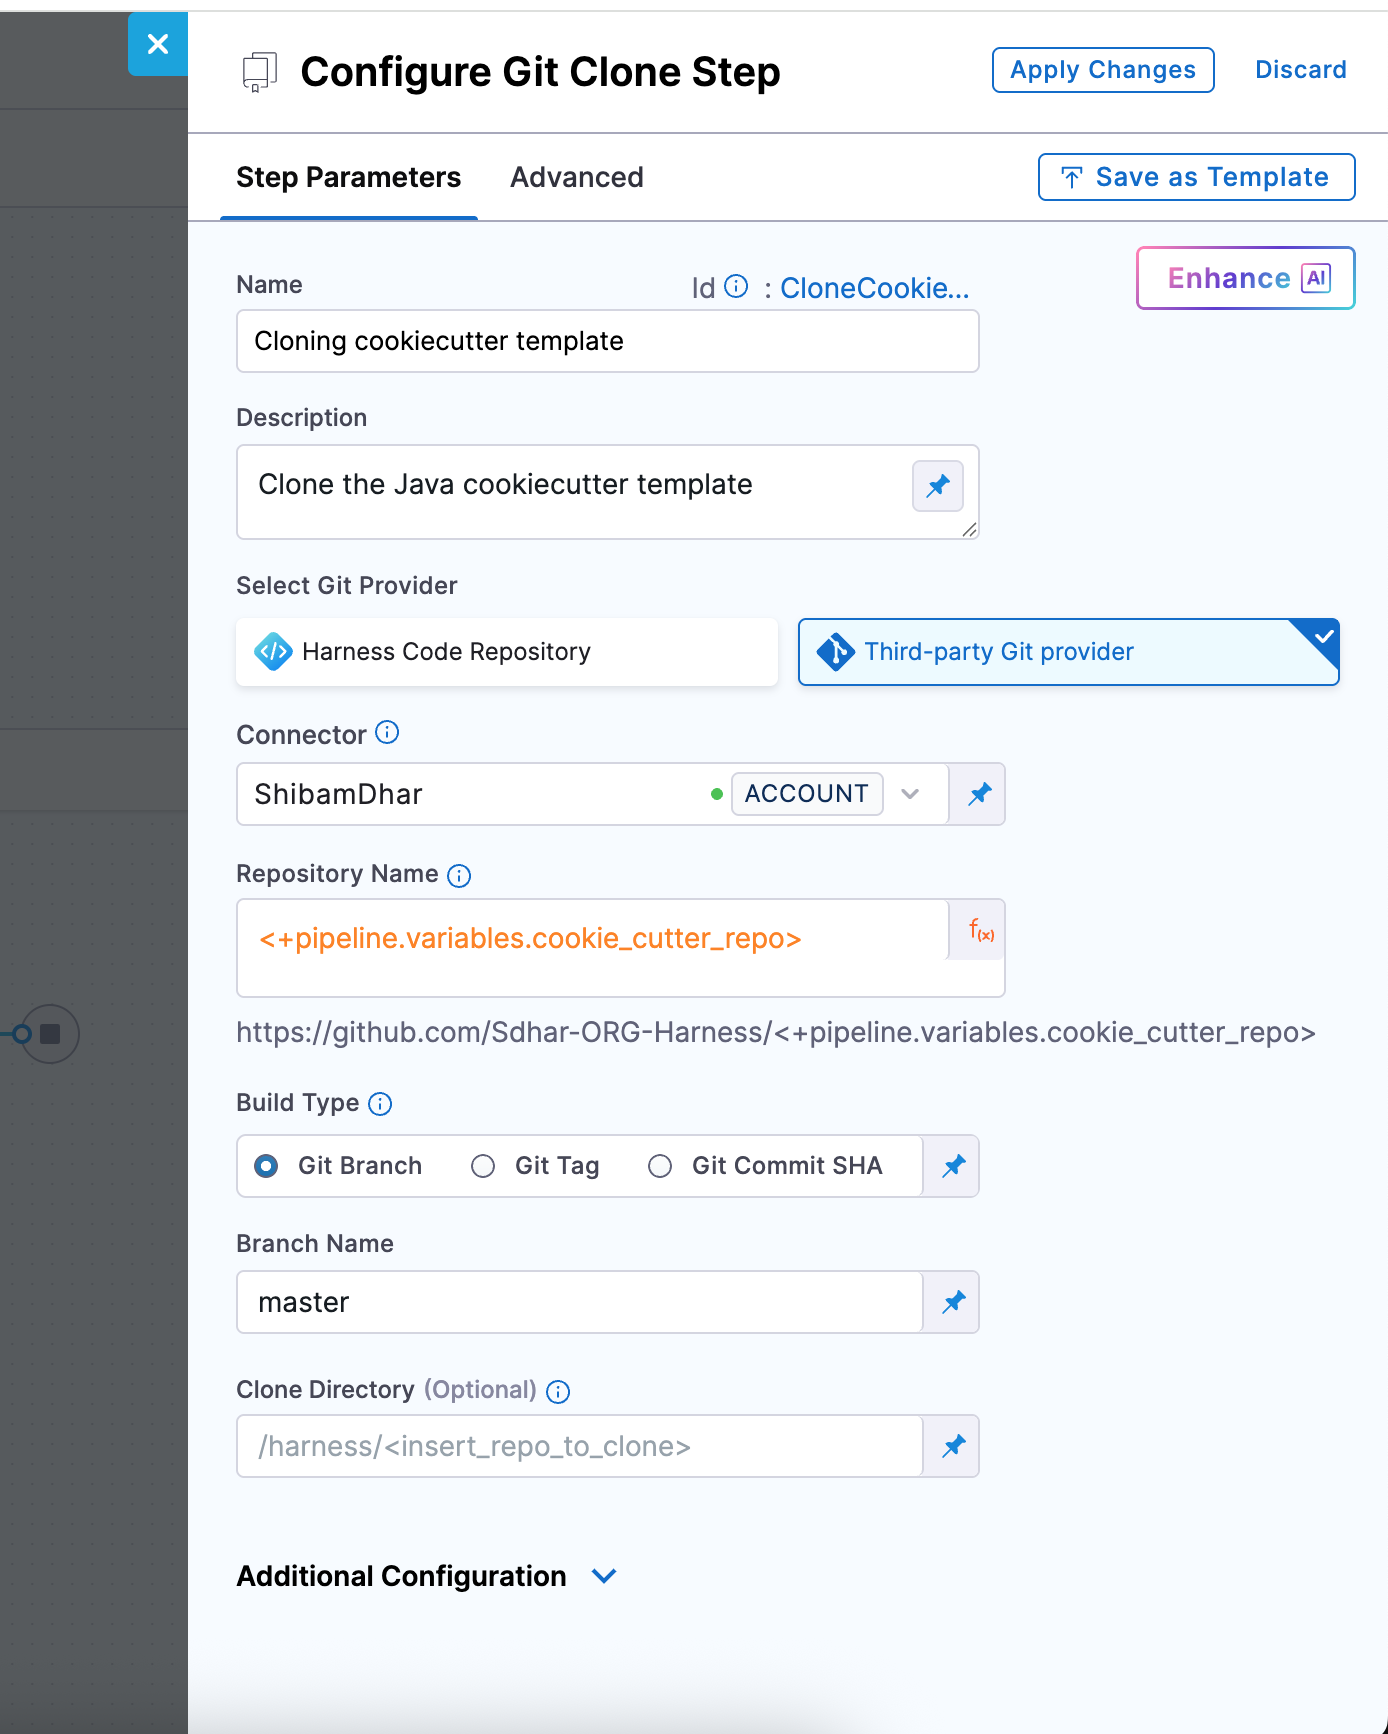 Configure Git Clone Step
Apply Changes
Discard
Step Parameters
Advanced
Save as Template
Enhance AI
Name
Id : CloneCookie...
Cloning cookiecutter template
Description
Clone the Java cookiecutter template
Select Git Provider
Harness Code Repository
Third-party Git provider
Connector
ShibamDhar
ACCOUNT
Repository Name
<+pipeline.variables.cookie_cutter_repo>
f(x)
https://github.com/Sdhar-ORG-Harness/<+pipeline.variables.cookie_cutter_repo>
Build Type
Git Branch
Git Tag
Git Commit SHA
Branch Name
master
Clone Directory (Optional)
/harness/<insert_repo_to_clone>
Additional Configuration